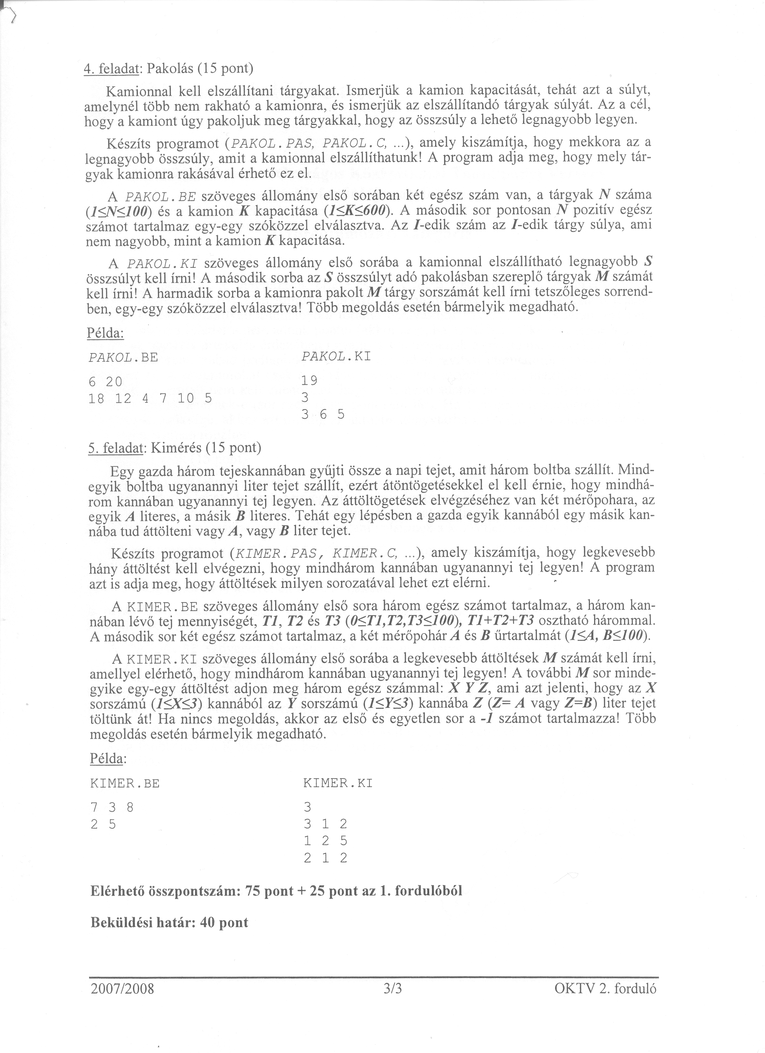 4. feladat: Pakolás (15 pont)
Kamionnal kell elszállítani tárgyakat. Ismerjük a kamion kapacitását, tehát azt a súlyt,
amelynél több nem rakható a kamionra, és ismerjük az elszállítandó tárgyak súlyát. Az a cél,
hogy a kamiont úgy pakoljuk meg tárgyakkal, hogy az összsúly a lehető legnagyobb legyen.
Készíts programot (PAKOL.PAS, PAKOL.C, ...), amely kiszámítja, hogy mekkora az a
legnagyobb összsúly, amit a kamionnal elszállíthatunk! A program adja meg, hogy mely tár-
gyak kamionra rakásával érhető ez el.
A PAKOL.BE szöveges állomány első sorában két egész szám van, a tárgyak N száma
(1≤N≤100) és a kamion K kapacitása (1≤K≤600). A második sor pontosan N pozitív egész
számot tartalmaz egy-egy szóközzel elválasztva. Az I-edik szám az I-edik tárgy súlya, ami
nem nagyobb, mint a kamion K kapacitása.
A PAKOL.KI szöveges állomány első sorába a kamionnal elszállítható legnagyobb S
összsúlyt kell írni! A második sorba az S összsúlyt adó pakolásban szereplő tárgyak M számát
kell írni! A harmadik sorba a kamionra pakolt M tárgy sorszámát kell írni tetszőleges sorrend-
ben, egy-egy szóközzel elválasztva! Több megoldás esetén bármelyik megadható.
Példa:
PAKOL.BE PAKOL.KI
6 20 19
18 12 4 7 10 5 3
3 6 5
5. feladat: Kimérés (15 pont)
Egy gazda három tejeskannában gyűjti össze a napi tejet, amit három boltba szállít. Mind-
egyik boltba ugyanannyi liter tejet szállít, ezért átöntögetésekkel el kell érnie, hogy mindhá-
rom kannában ugyanannyi tej legyen. Az áttöltögetések elvégzéséhez van két mérőpohara, az
egyik A literes, a másik B literes. Tehát egy lépésben a gazda egyik kannából egy másik kan-
nába tud áttölteni vagy A, vagy B liter tejet.
Készíts programot (KIMER.PAS, KIMER.C, ...), amely kiszámítja, hogy legkevesebb
hány áttöltést kell elvégezni, hogy mindhárom kannában ugyanannyi tej legyen! A program
azt is adja meg, hogy áttöltések milyen sorozatával lehet ezt elérni.
A KIMER.BE szöveges állomány első sora három egész számot tartalmaz, a három kan-
nában lévő tej mennyiségét, T1, T2 és T3 (0≤T1,T2,T3≤100), T1+T2+T3 osztható hárommal.
A második sor két egész számot tartalmaz, a két mérőpohár A és B űrtartalmát (1≤A, B≤100).
A KIMER.KI szöveges állomány első sorába a legkevesebb áttöltések M számát kell írni,
amellyel elérhető, hogy mindhárom kannában ugyanannyi tej legyen! A további M sor minde-
gyike egy-egy áttöltést adjon meg három egész számmal: X Y Z, ami azt jelenti, hogy az X
sorszámú (1≤X≤3) kannából az Y sorszámú (1≤Y≤3) kannába Z (Z= A vagy Z=B) liter tejet
töltünk át! Ha nincs megoldás, akkor az első és egyetlen sor a -1 számot tartalmazza! Több
megoldás esetén bármelyik megadható.
Példa:
KIMER.BE KIMER.KI
7 3 8 3
2 5 3 1 2
1 2 5
2 1 2
Elérhető összpontszám: 75 pont + 25 pont az 1. fordulóból
Beküldési határ: 40 pont
2007/2008 3/3 OKTV 2. forduló